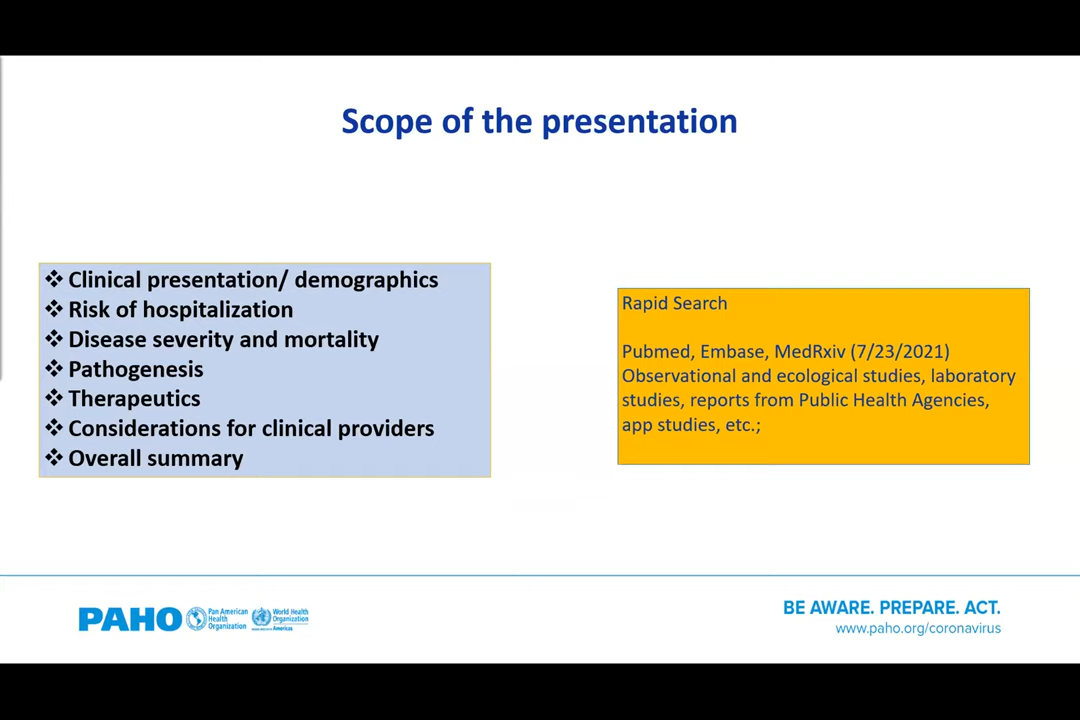 Scope of the presentation
❖ Clinical presentation/ demographics
❖ Risk of hospitalization
❖ Disease severity and mortality
❖ Pathogenesis
❖ Therapeutics
❖ Considerations for clinical providers
❖ Overall summary
Rapid Search
Pubmed, Embase, MedRxiv (7/23/2021)
Observational and ecological studies, laboratory
studies, reports from Public Health Agencies,
app studies, etc.;
PAHO
Pan American
Health
Organization
World Health
Organization
Americas
BE AWARE. PREPARE. ACT.
www.paho.org/coronavirus